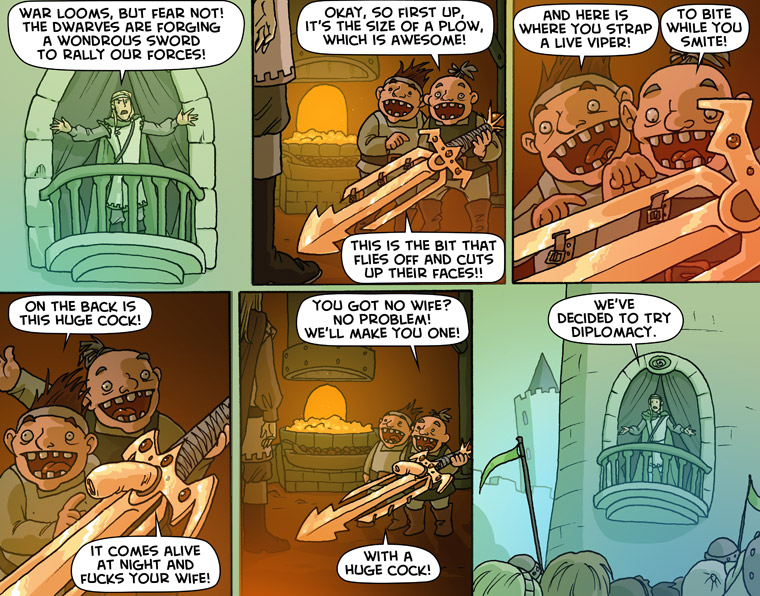 WAR LOOMS, BUT FEAR NOT!
THE DWARVES ARE FORGING
A WONDROUS SWORD
TO RALLY OUR FORCES!
OKAY, SO FIRST UP,
IT'S THE SIZE OF A PLOW,
WHICH IS AWESOME!
THIS IS THE BIT THAT
FLIES OFF AND CUTS
UP THEIR FACES!!
AND HERE IS
WHERE YOU STRAP
A LIVE VIPER!
TO BITE
WHILE YOU
SMITE!
ON THE BACK IS
THIS HUGE COCK!
IT COMES ALIVE
AT NIGHT AND
FUCKS YOUR WIFE!
YOU GOT NO WIFE?
NO PROBLEM!
WE'LL MAKE YOU ONE!
WITH A
HUGE COCK!
WE'VE
DECIDED TO TRY
DIPLOMACY.